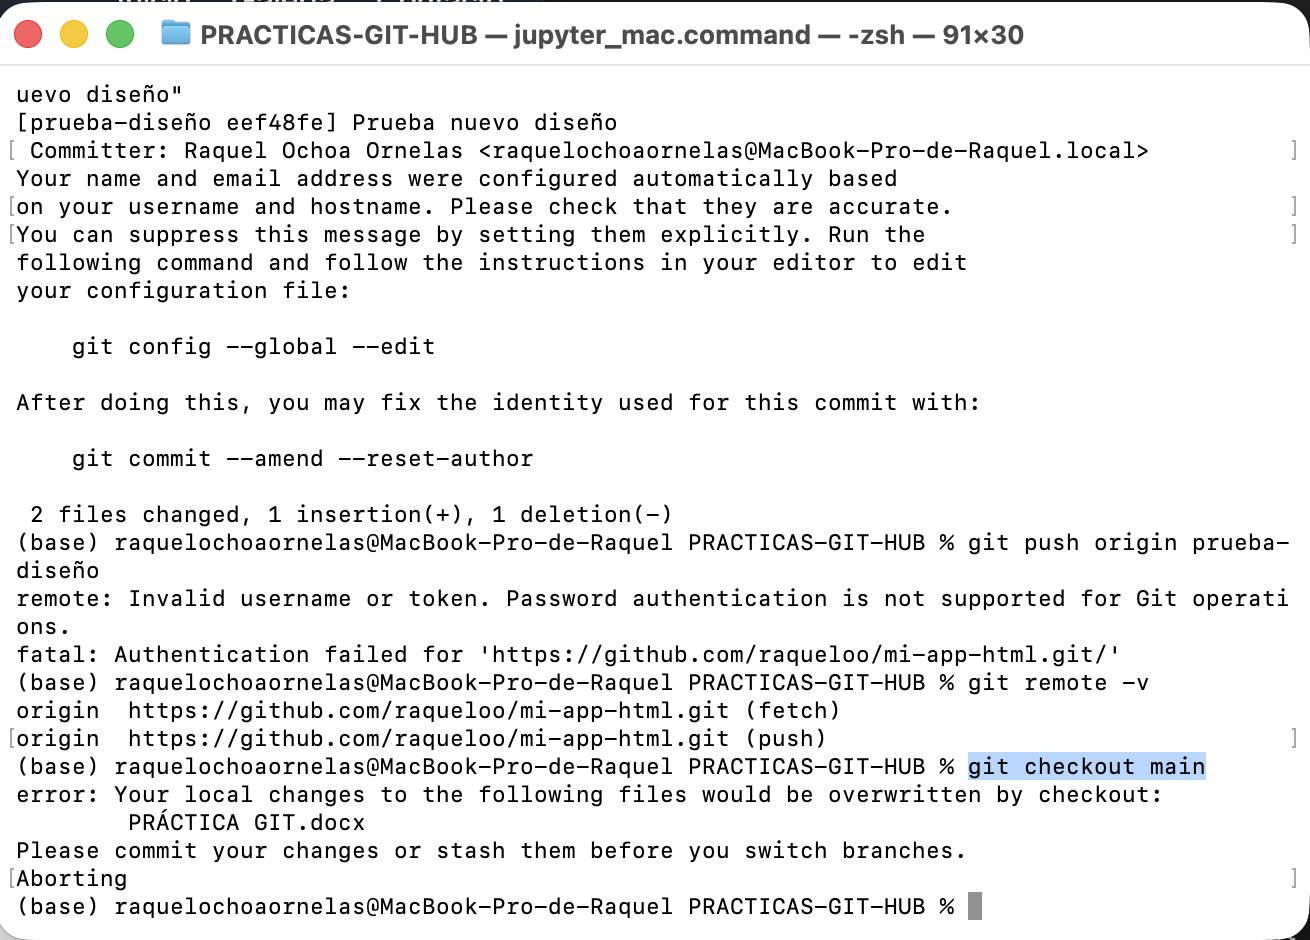 PRACTICAS-GIT-HUB — jupyter_mac.command — -zsh — 91×30
uevo diseño"
[prueba-diseño eef48fe] Prueba nuevo diseño
[ Committer: Raquel Ochoa Ornelas <raquelochoaornelas@MacBook-Pro-de-Raquel.local> ]
Your name and email address were configured automatically based
[on your username and hostname. Please check that they are accurate. ]
[You can suppress this message by setting them explicitly. Run the ]
following command and follow the instructions in your editor to edit
your configuration file:
git config --global --edit
After doing this, you may fix the identity used for this commit with:
git commit --amend --reset-author
2 files changed, 1 insertion(+), 1 deletion(-)
(base) raquelochoaornelas@MacBook-Pro-de-Raquel PRACTICAS-GIT-HUB % git push origin prueba-
diseño
remote: Invalid username or token. Password authentication is not supported for Git operati
ons.
fatal: Authentication failed for 'https://github.com/raqueloo/mi-app-html.git/'
(base) raquelochoaornelas@MacBook-Pro-de-Raquel PRACTICAS-GIT-HUB % git remote -v
origin  https://github.com/raqueloo/mi-app-html.git (fetch)
[origin  https://github.com/raqueloo/mi-app-html.git (push) ]
(base) raquelochoaornelas@MacBook-Pro-de-Raquel PRACTICAS-GIT-HUB % git checkout main
error: Your local changes to the following files would be overwritten by checkout:
PRÁCTICA GIT.docx
Please commit your changes or stash them before you switch branches.
[Aborting ]
(base) raquelochoaornelas@MacBook-Pro-de-Raquel PRACTICAS-GIT-HUB %